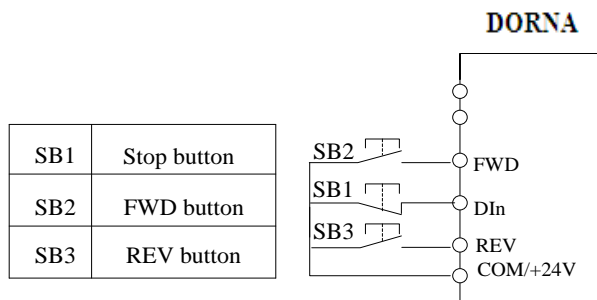 DORNA
SB1 Stop button
SB2 FWD button
SB3 REV button
SB2 FWD
SB1 DIn
SB3 REV
COM/+24V